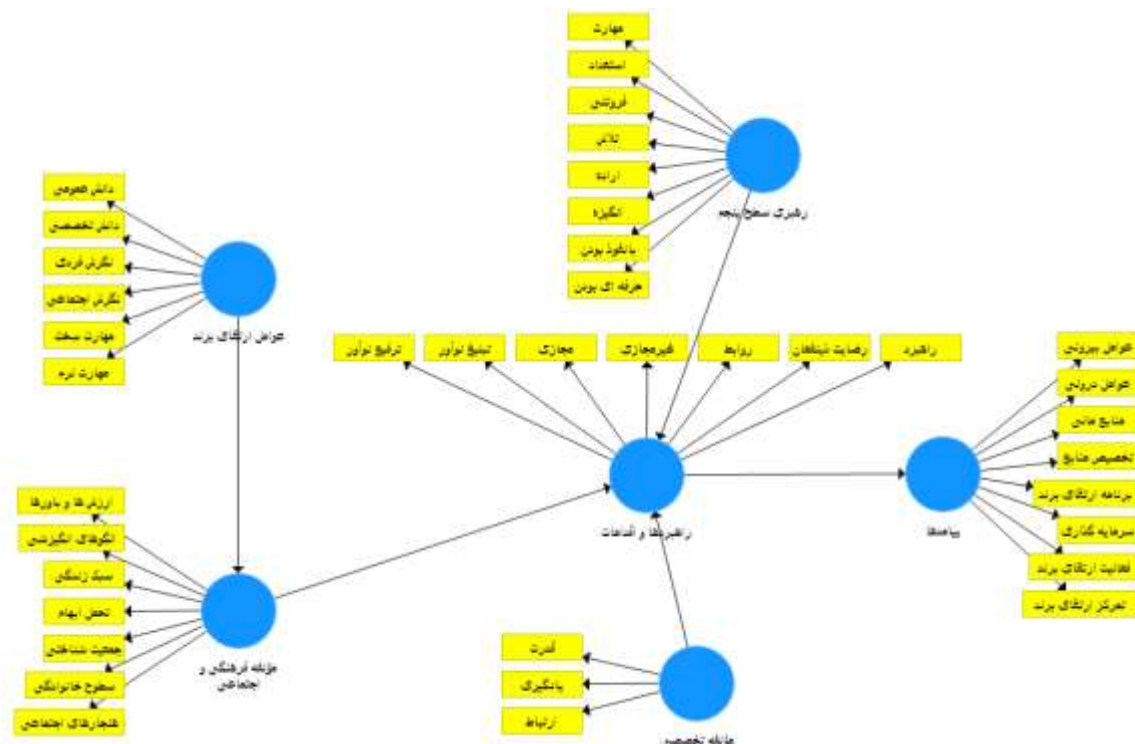 مهارت
استعداد
فروتنی
تلاش
ارائه
انگیزه
بانفوذ بودن
حرفه ای بودن
رهبری سطح پنجم
دانش عمومی
دانش تخصصی
نگرش فردی
نگرش اجتماعی
مهارت سخت
مهارت نرم
عوامل ارتقای برند
ترفیع نوآور
تبلیغ نوآور
مجازی
غیرمجازی
روابط
رضایت ذینفعان
راهبرد
راهبردها و اقدامات
عوامل بیرونی
عوامل درونی
منابع مالی
تخصیص منابع
برنامه ارتقای برند
سرمایه گذاری
فعالیت ارتقای برند
تمرکز ارتقای برند
پیامدها
ارزش‌ها و باورها
الگوهای انگیزشی
سبک زندگی
تحمل ابهام
جمعیت شناختی
سطوح خانوادگی
هنجارهای اجتماعی
مؤلفه فرهنگی و
اجتماعی
قدرت
یادگیری
ارتباط
مؤلفه تخصصی